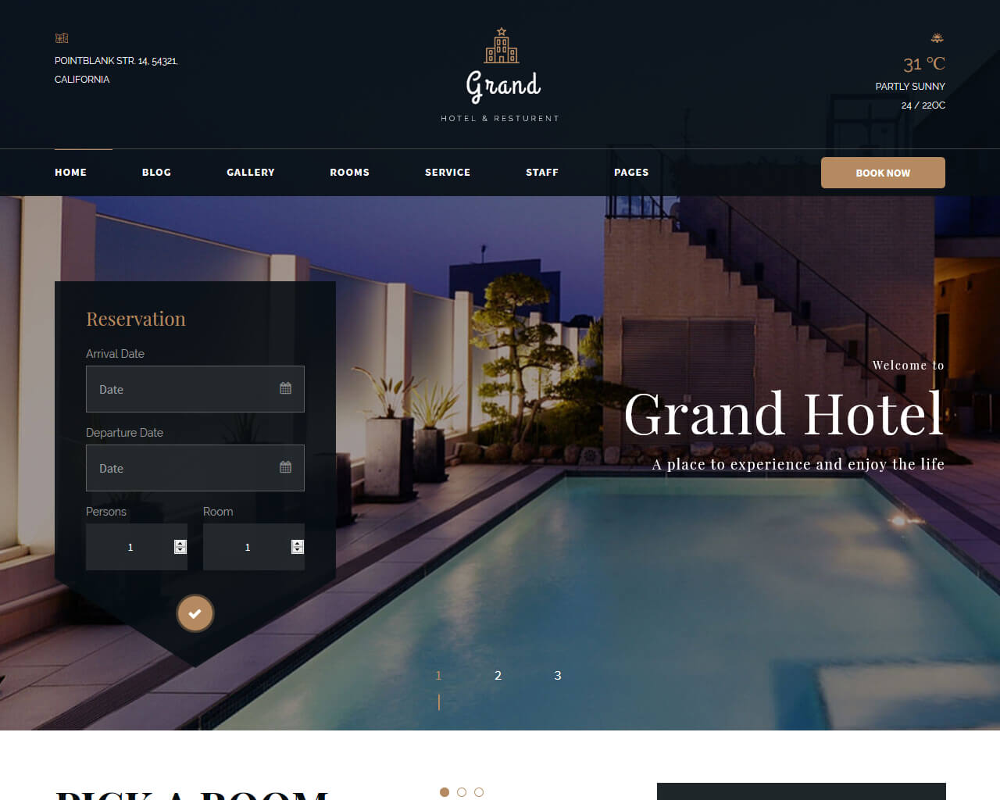 POINTBLANK STR. 14, 54321,
CALIFORNIA
Grand
HOTEL & RESTURENT
31 °C
PARTLY SUNNY
24 / 22OC
HOME
BLOG
GALLERY
ROOMS
SERVICE
STAFF
PAGES
BOOK NOW
Reservation
Arrival Date
Date
Departure Date
Date
Persons
Room
1
1
Welcome to
Grand Hotel
A place to experience and enjoy the life
1
2
3
PICK A ROOM